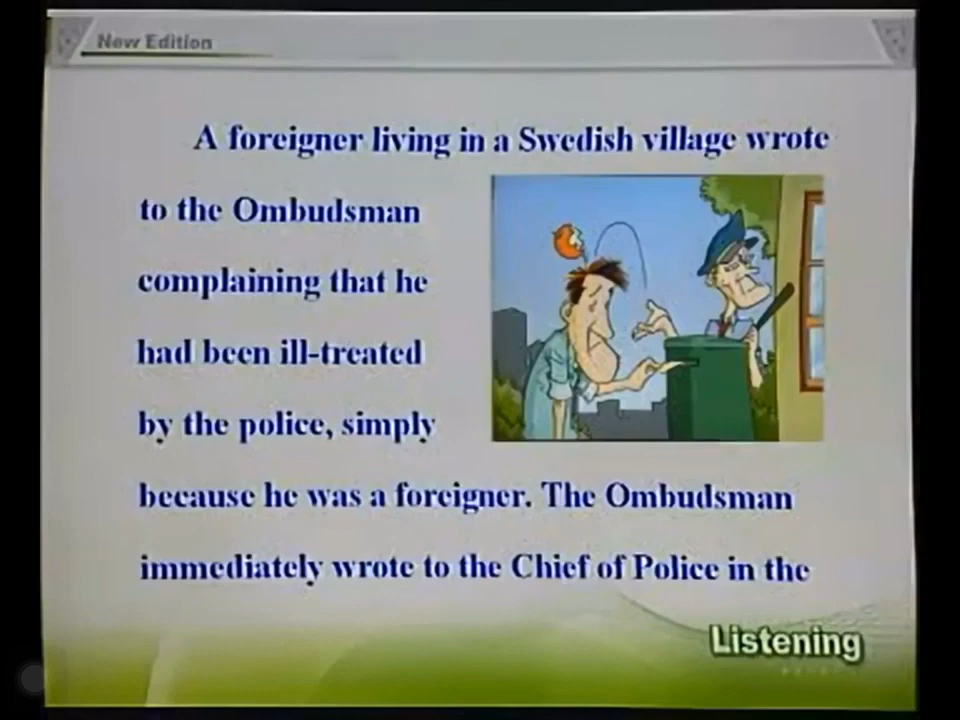 New Edition
A foreigner living in a Swedish village wrote
to the Ombudsman
complaining that he
had been ill-treated
by the police, simply
because he was a foreigner. The Ombudsman
immediately wrote to the Chief of Police in the
Listening